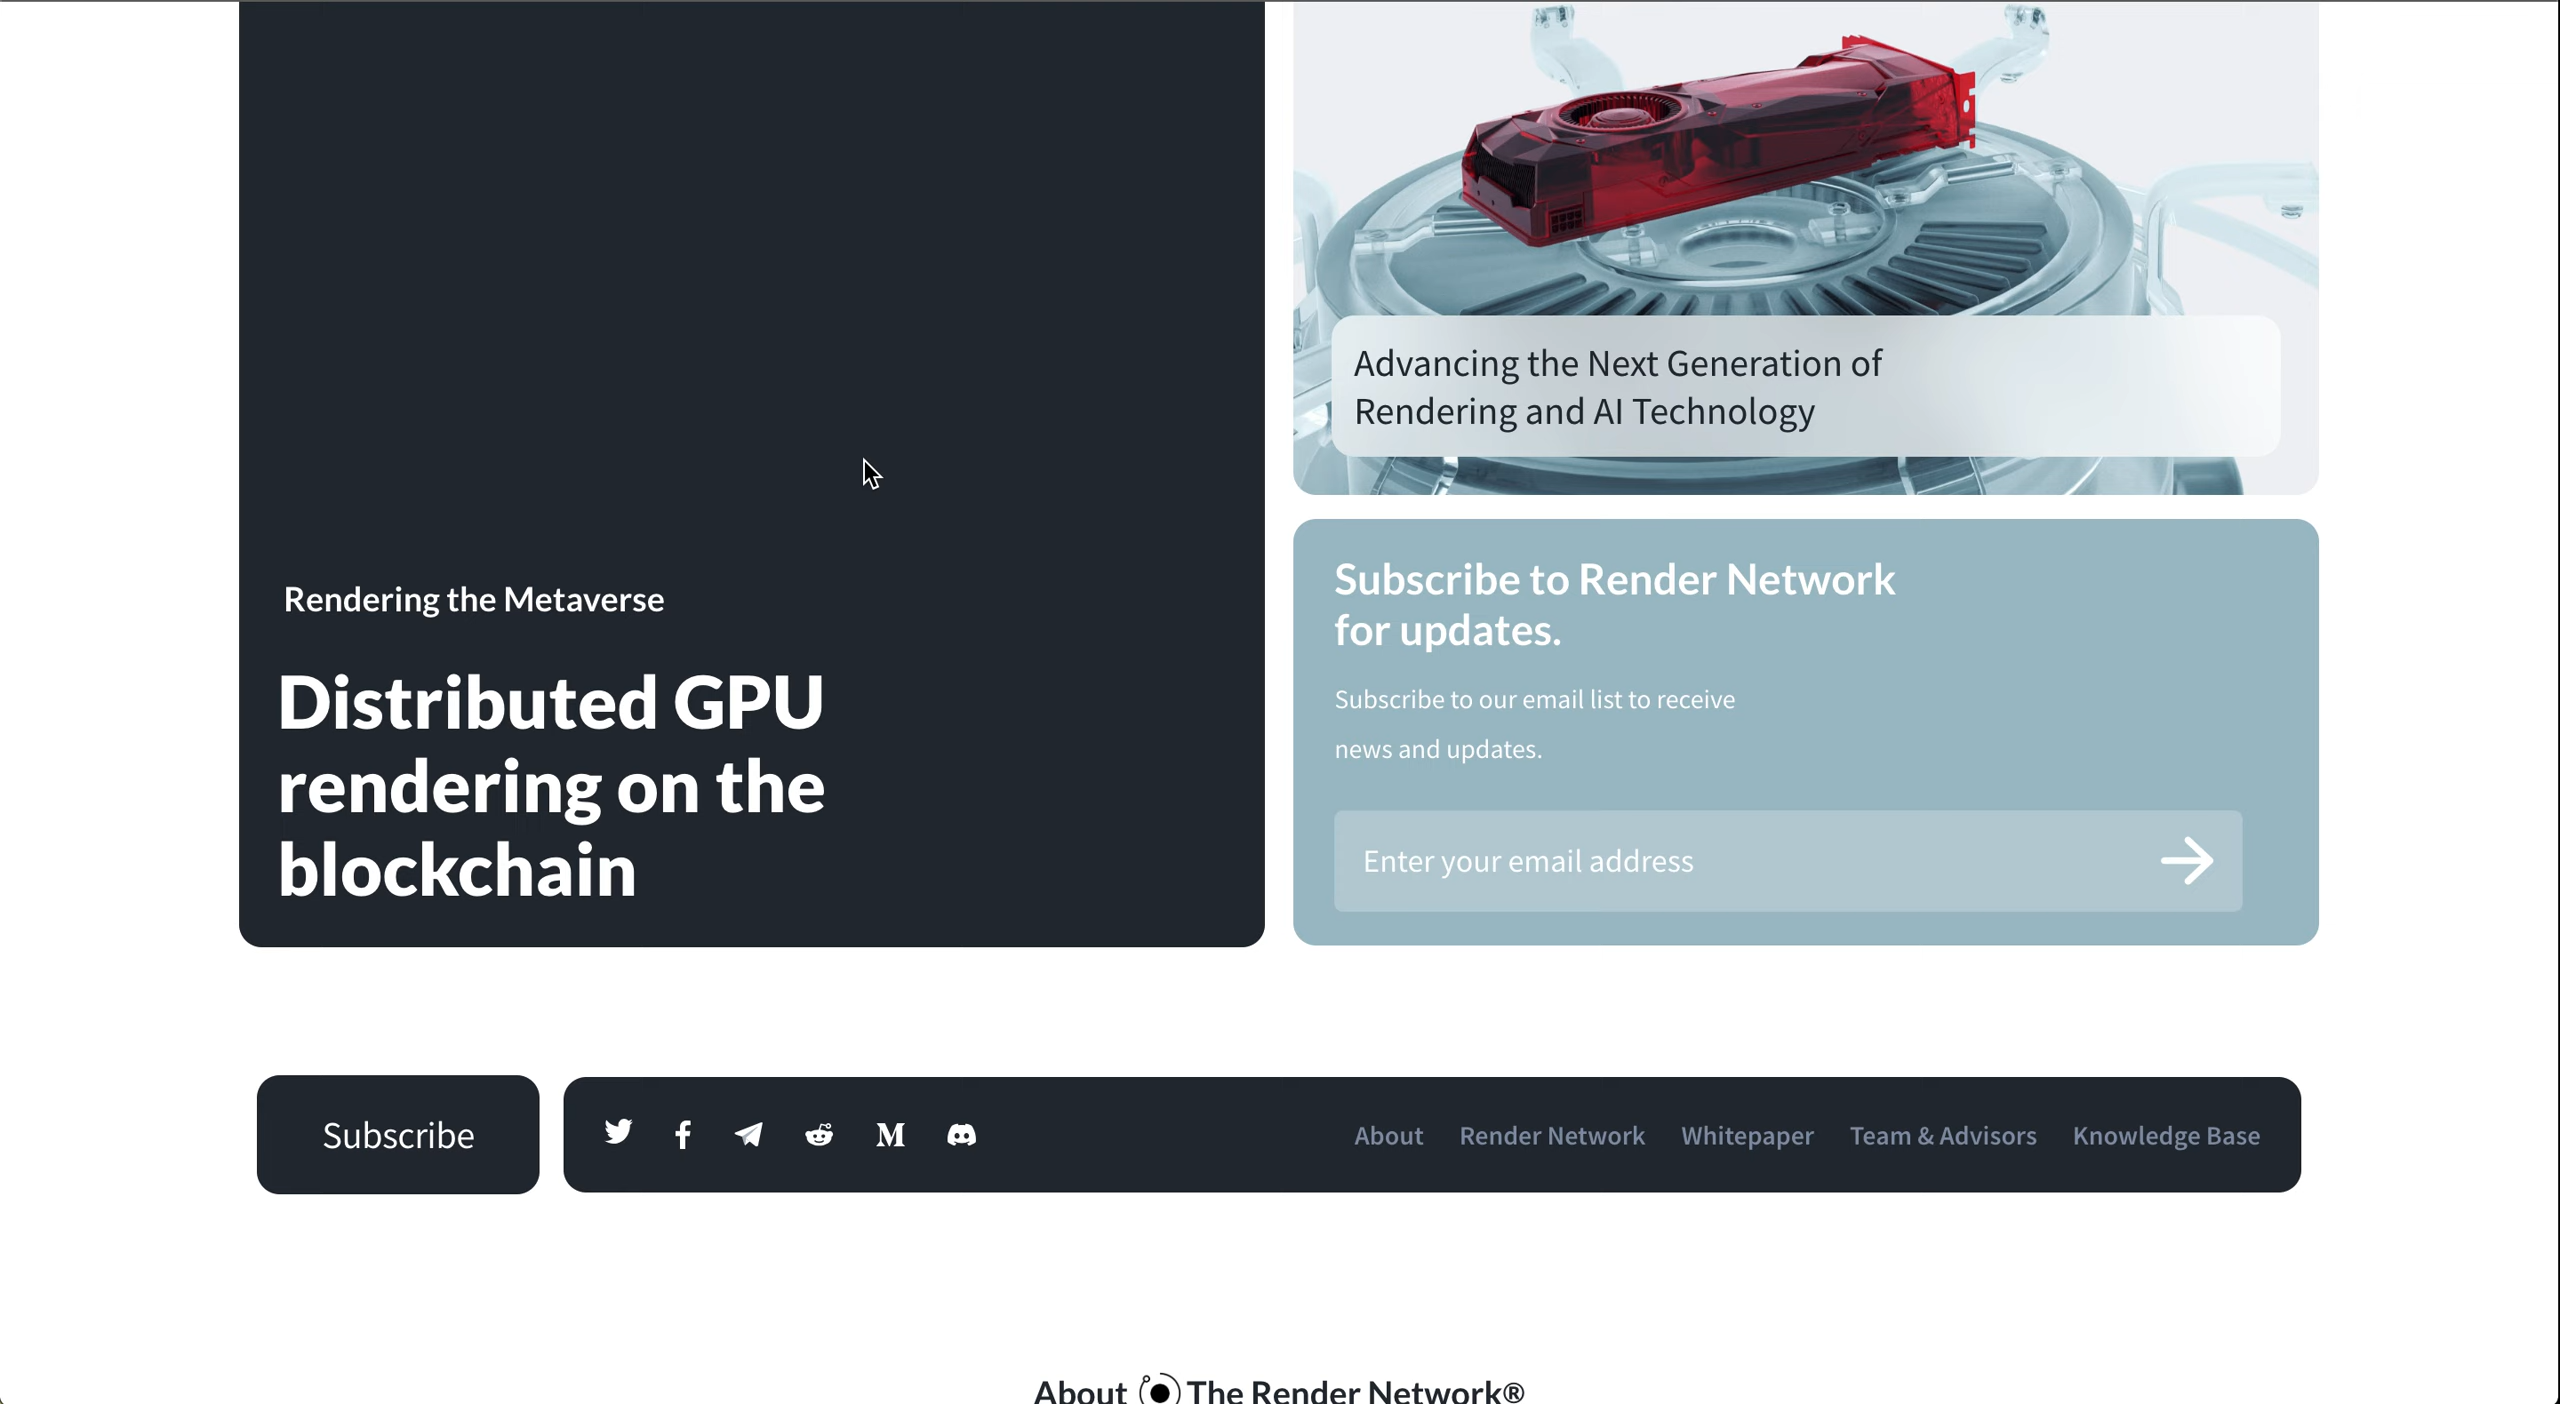 Advancing the Next Generation of
Rendering and AI Technology
Rendering the Metaverse
Distributed GPU
rendering on the
blockchain
Subscribe to Render Network
for updates.
Subscribe to our email list to receive
news and updates.
Enter your email address
Subscribe
About Render Network Whitepaper Team & Advisors Knowledge Base
About The Render Network®